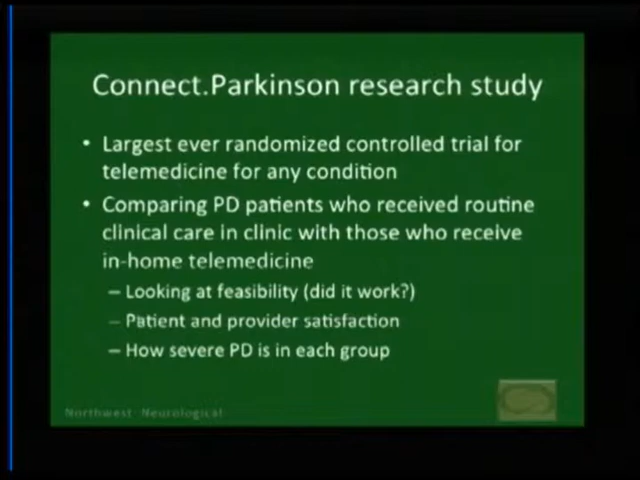 Connect.Parkinson research study
• Largest ever randomized controlled trial for
telemedicine for any condition
• Comparing PD patients who received routine
clinical care in clinic with those who receive
in-home telemedicine
– Looking at feasibility (did it work?)
– Patient and provider satisfaction
– How severe PD is in each group
Northwest Neurological